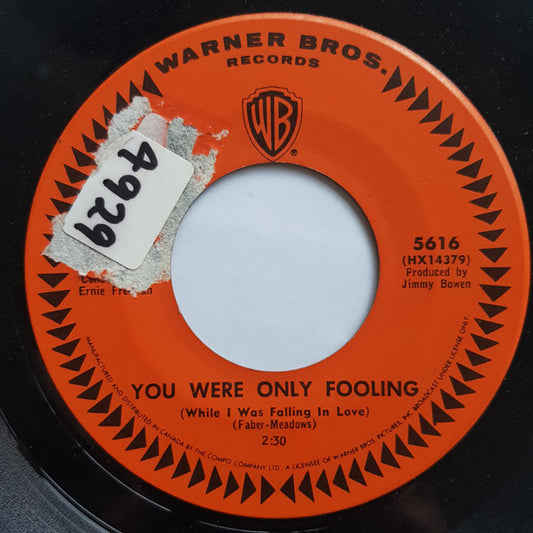 WARNER BROS.
RECORDS
WB
®
4929
5616
(HX14379)
Produced by
Jimmy Bowen
Ernie
YOU WERE ONLY FOOLING
(While I Was Falling In Love)
(Faber-Meadows)
2:30
MANUFACTURED AND DISTRIBUTED IN CANADA BY THE COMPO COMPANY LTD., A LICENSEE OF WARNER BROS. PICTURES, INC. BROADCAST UNDER LICENSE ONLY.